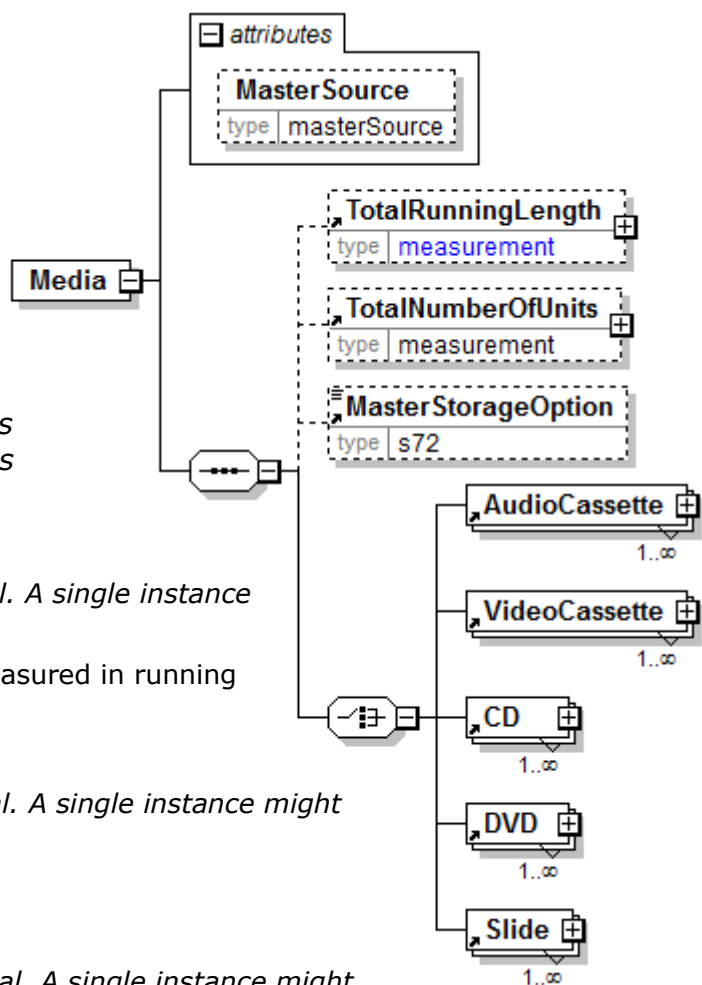 attributes
MasterSource
type masterSource
TotalRunningLength
type measurement
Media
TotalNumberOfUnits
type measurement
MasterStorageOption
type s72
s
s
AudioCassette
1..∞
l. A single instance
VideoCassette
1..∞
asured in running
CD
1..∞
al. A single instance might
DVD
1..∞
Slide
1..∞
al. A single instance might